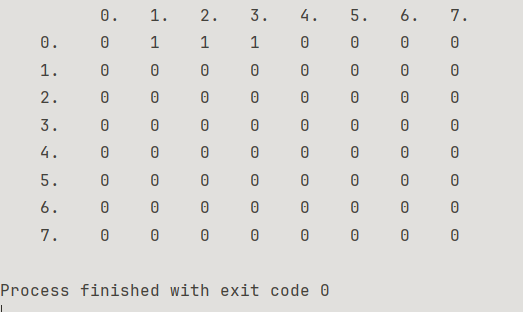 0. 1. 2. 3. 4. 5. 6. 7.
0. 0 1 1 1 0 0 0 0
1. 0 0 0 0 0 0 0 0
2. 0 0 0 0 0 0 0 0
3. 0 0 0 0 0 0 0 0
4. 0 0 0 0 0 0 0 0
5. 0 0 0 0 0 0 0 0
6. 0 0 0 0 0 0 0 0
7. 0 0 0 0 0 0 0 0
Process finished with exit code 0